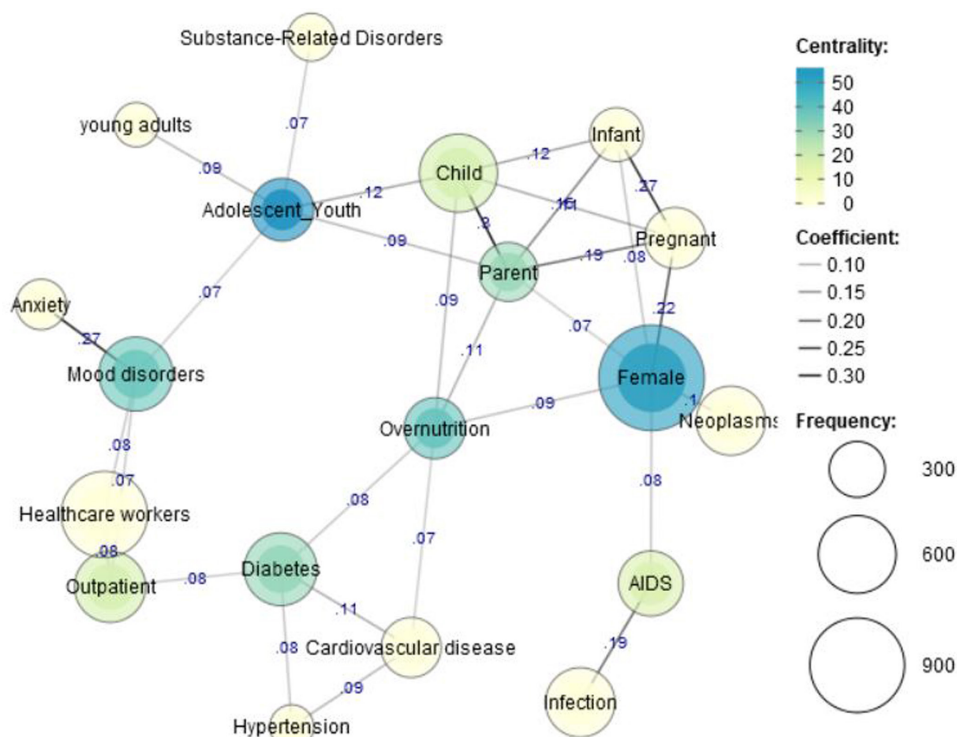 Substance-Related Disorders
Centrality:
50
40
30
20
10
0
young adults
.07
.09
Infant
.12
Child
.27
.12
Adolescent_Youth
.3
.09
Parent
.19
.08
Pregnant
Coefficient:
0.10
0.15
0.20
0.25
0.30
.07
Anxiety
.09
.22
.27
.07
Mood disorders
.11
Female
.1
.09
Neoplasms
Overnutrition
Frequency:
300
600
900
.08
.07
.08
.08
Healthcare workers
.07
.08
Outpatient
.08
Diabetes
AIDS
.11
.08
Cardiovascular disease
.19
.09
Hypertension
Infection